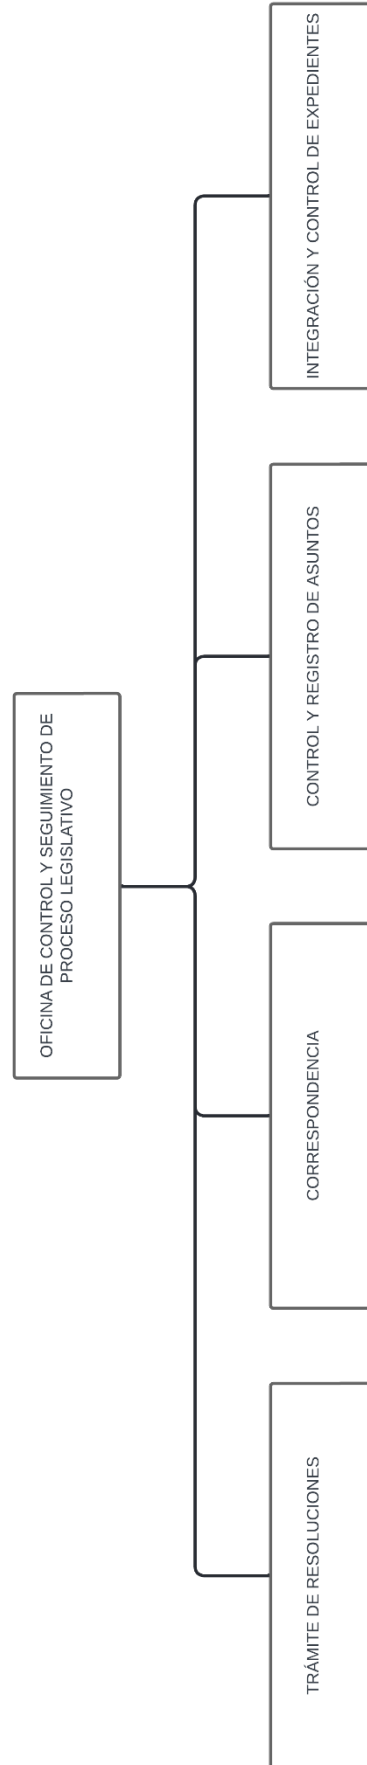 OFICINA DE CONTROL Y SEGUIMIENTO DE
PROCESO LEGISLATIVO
TRÁMITE DE RESOLUCIONES
CORRESPONDENCIA
CONTROL Y REGISTRO DE ASUNTOS
INTEGRACIÓN Y CONTROL DE EXPEDIENTES